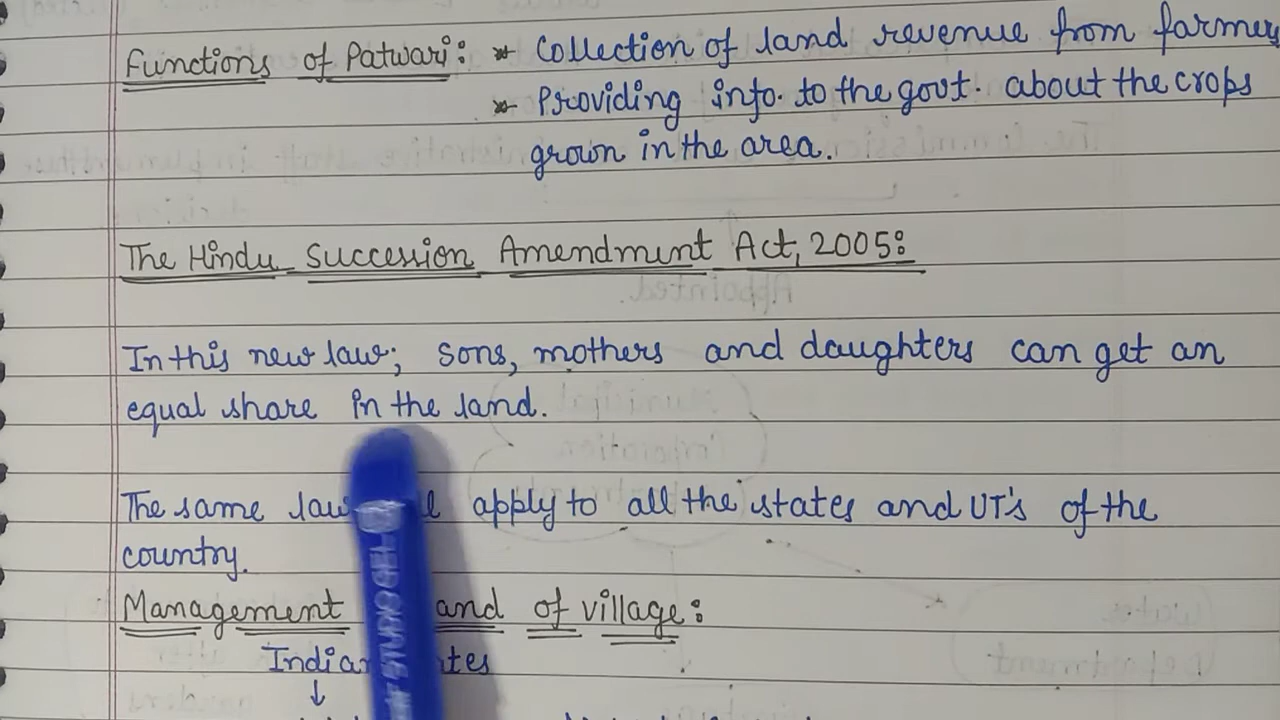 Functions of Patwari: * Collection of land revenue from farmers
* Providing info. to the govt. about the crops
grown in the area.
The Hindu Succession Amendment Act, 2005:
In this new law; sons, mothers and daughters can get an
equal share in the land.
The same law apply to all the states and UT's of the
country.
Management and of village:
Indian
↓